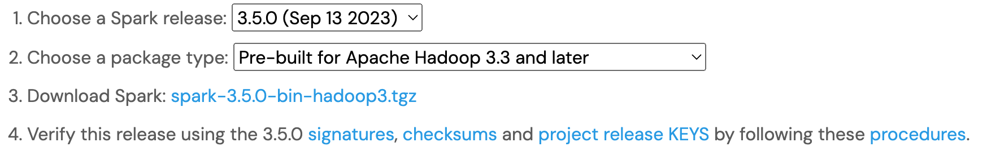 1. Choose a Spark release: 3.5.0 (Sep 13 2023)
2. Choose a package type: Pre-built for Apache Hadoop 3.3 and later
3. Download Spark: spark-3.5.0-bin-hadoop3.tgz
4. Verify this release using the 3.5.0 signatures, checksums and project release KEYS by following these procedures.